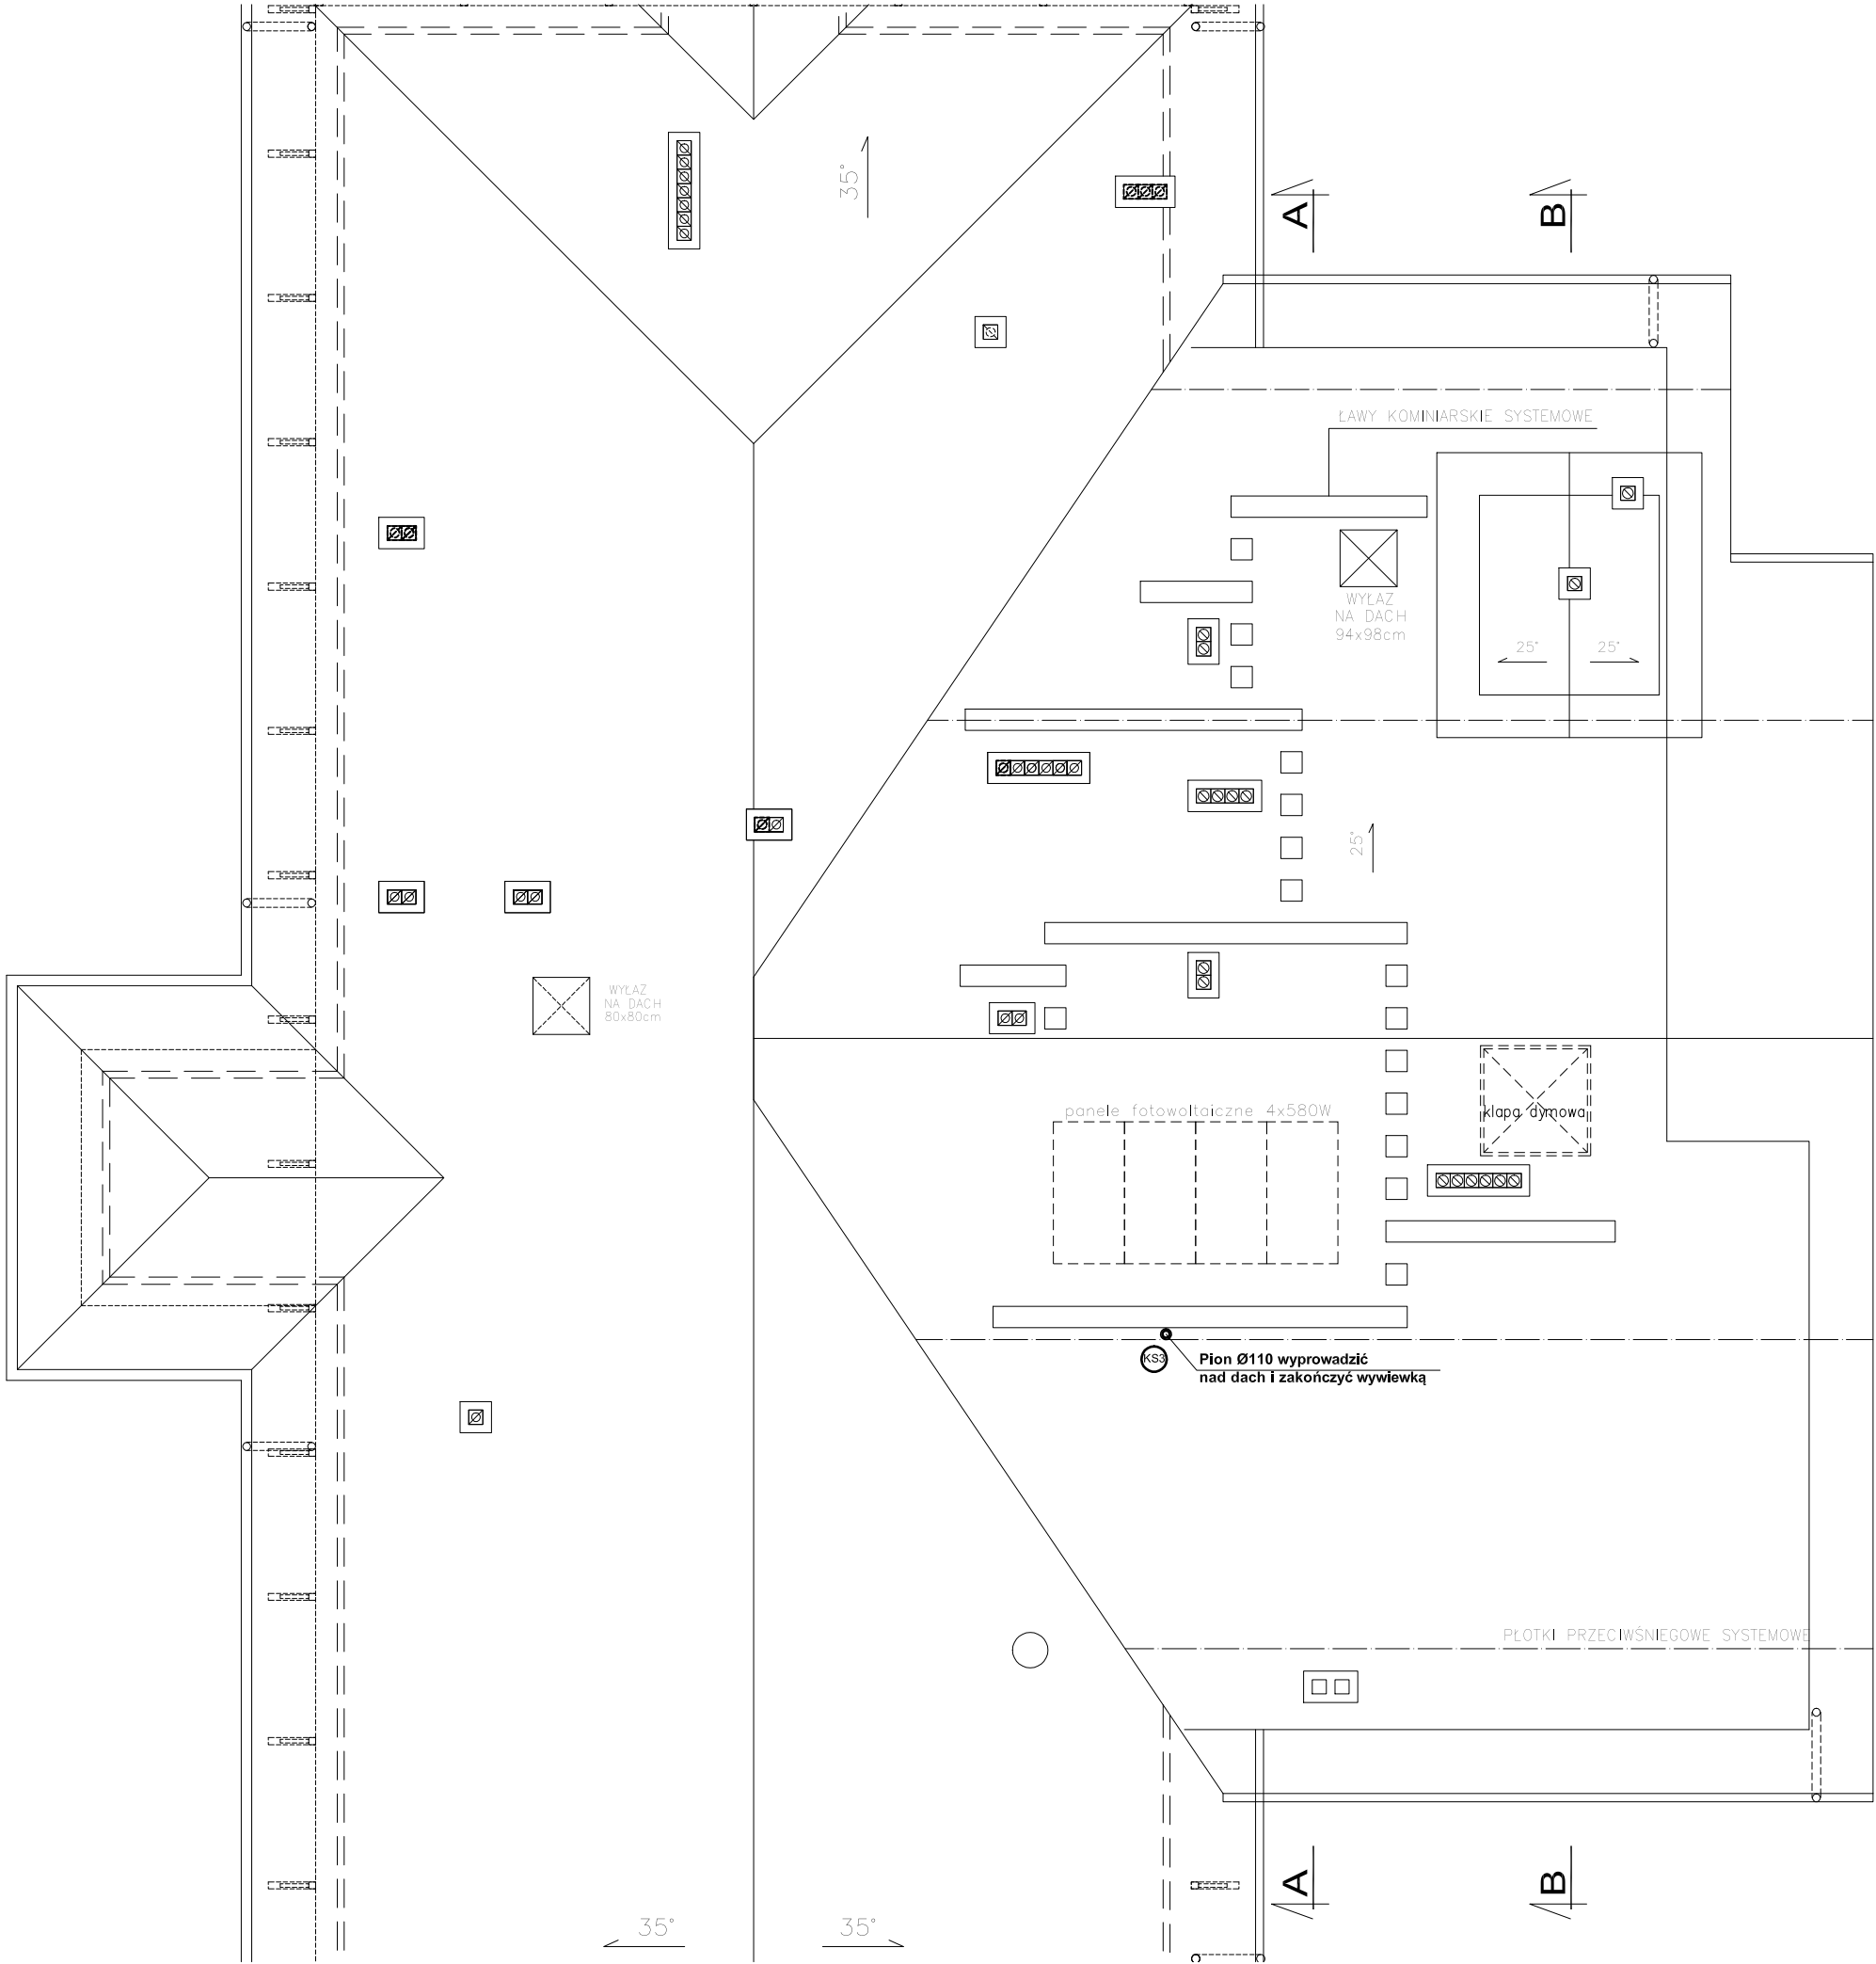 35°
A
B
ŁAWY KOMINIARSKIE SYSTEMOWE
WYŁAZ
NA DACH
94x98cm
25°
25°
25°
WYŁAZ
NA DACH
80x80cm
panele fotowoltaiczne 4x580W
klapa dymowa
KS3
Pion Ø110 wyprowadzić
nad dach i zakończyć wywiewką
PŁOTKI PRZECIWŚNIEGOWE SYSTEMOWE
A
B
35°
35°